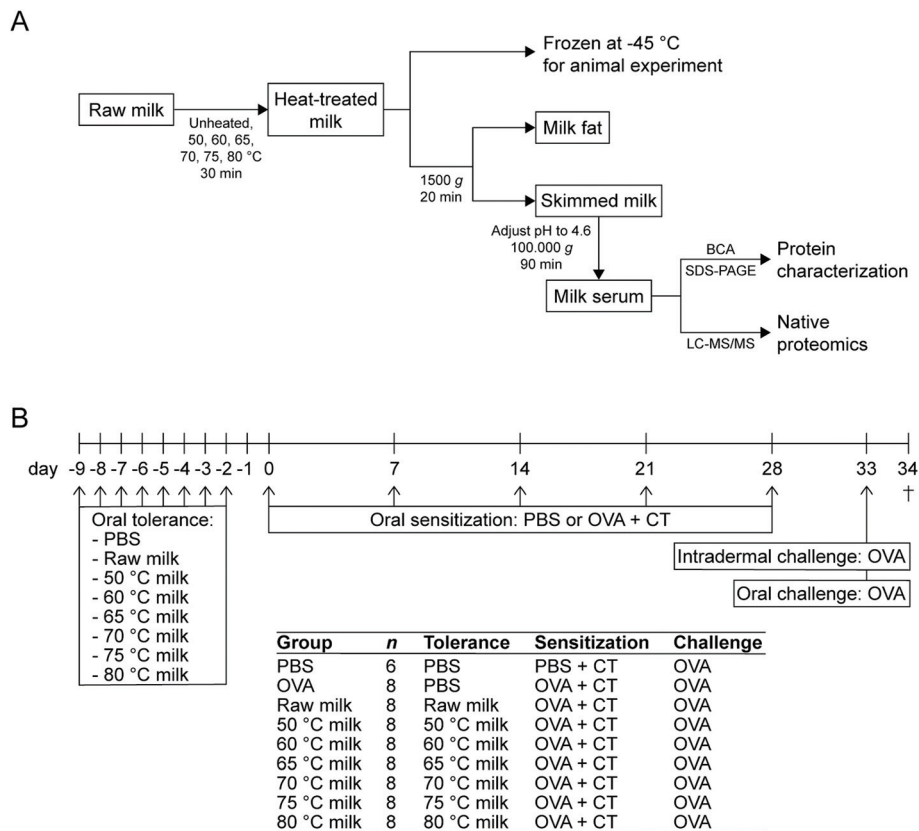 A
Raw milk
Unheated,
50, 60, 65,
70, 75, 80 °C
30 min
Heat-treated
milk
Frozen at -45 °C
for animal experiment
1500 g
20 min
Milk fat
Skimmed milk
Adjust pH to 4.6
100.000 g
90 min
Milk serum
BCA
SDS-PAGE
Protein
characterization
LC-MS/MS
Native
proteomics
B
day -9 -8 -7 -6 -5 -4 -3 -2 -1 0 7 14 21 28 33 34
†
Oral tolerance:
- PBS
- Raw milk
- 50 °C milk
- 60 °C milk
- 65 °C milk
- 70 °C milk
- 75 °C milk
- 80 °C milk
Oral sensitization: PBS or OVA + CT
Intradermal challenge: OVA
Oral challenge: OVA
Group n Tolerance Sensitization Challenge
PBS 6 PBS PBS + CT OVA
OVA 8 PBS OVA + CT OVA
Raw milk 8 Raw milk OVA + CT OVA
50 °C milk 8 50 °C milk OVA + CT OVA
60 °C milk 8 60 °C milk OVA + CT OVA
65 °C milk 8 65 °C milk OVA + CT OVA
70 °C milk 8 70 °C milk OVA + CT OVA
75 °C milk 8 75 °C milk OVA + CT OVA
80 °C milk 8 80 °C milk OVA + CT OVA